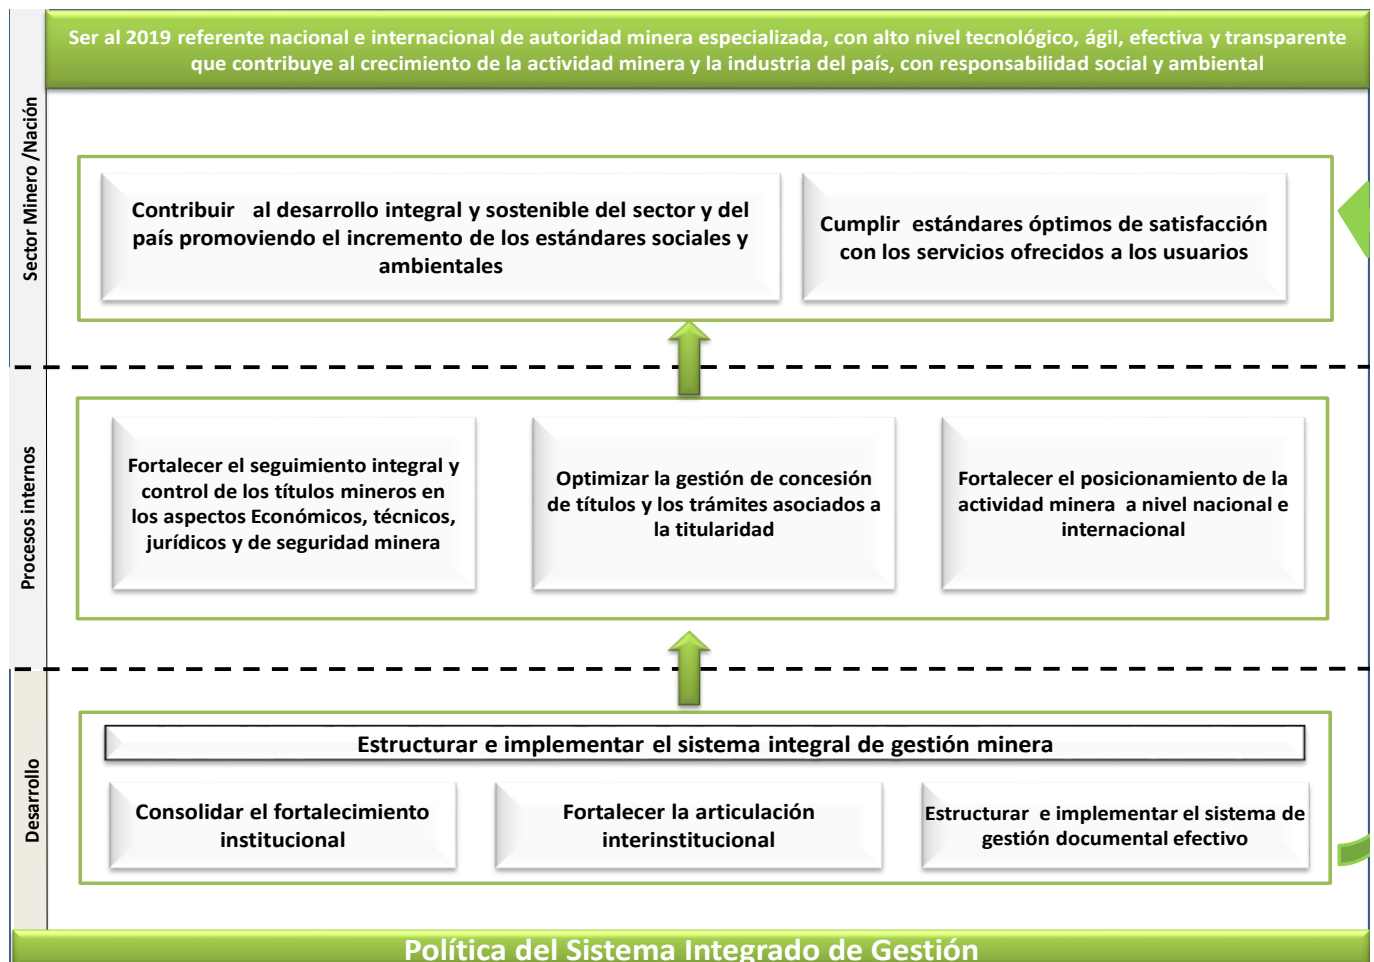 Ser al 2019 referente nacional e internacional de autoridad minera especializada, con alto nivel tecnológico, ágil, efectiva y transparente
que contribuye al crecimiento de la actividad minera y la industria del país, con responsabilidad social y ambiental
Sector Minero /Nación
Contribuir al desarrollo integral y sostenible del sector y del
país promoviendo el incremento de los estándares sociales y
ambientales
Cumplir estándares óptimos de satisfacción
con los servicios ofrecidos a los usuarios
Procesos internos
Fortalecer el seguimiento integral y
control de los títulos mineros en
los aspectos Económicos, técnicos,
jurídicos y de seguridad minera
Optimizar la gestión de concesión
de títulos y los trámites asociados a
la titularidad
Fortalecer el posicionamiento de la
actividad minera a nivel nacional e
internacional
Desarrollo
Estructurar e implementar el sistema integral de gestión minera
Consolidar el fortalecimiento
institucional
Fortalecer la articulación
interinstitucional
Estructurar e implementar el sistema de
gestión documental efectivo
Política del Sistema Integrado de Gestión